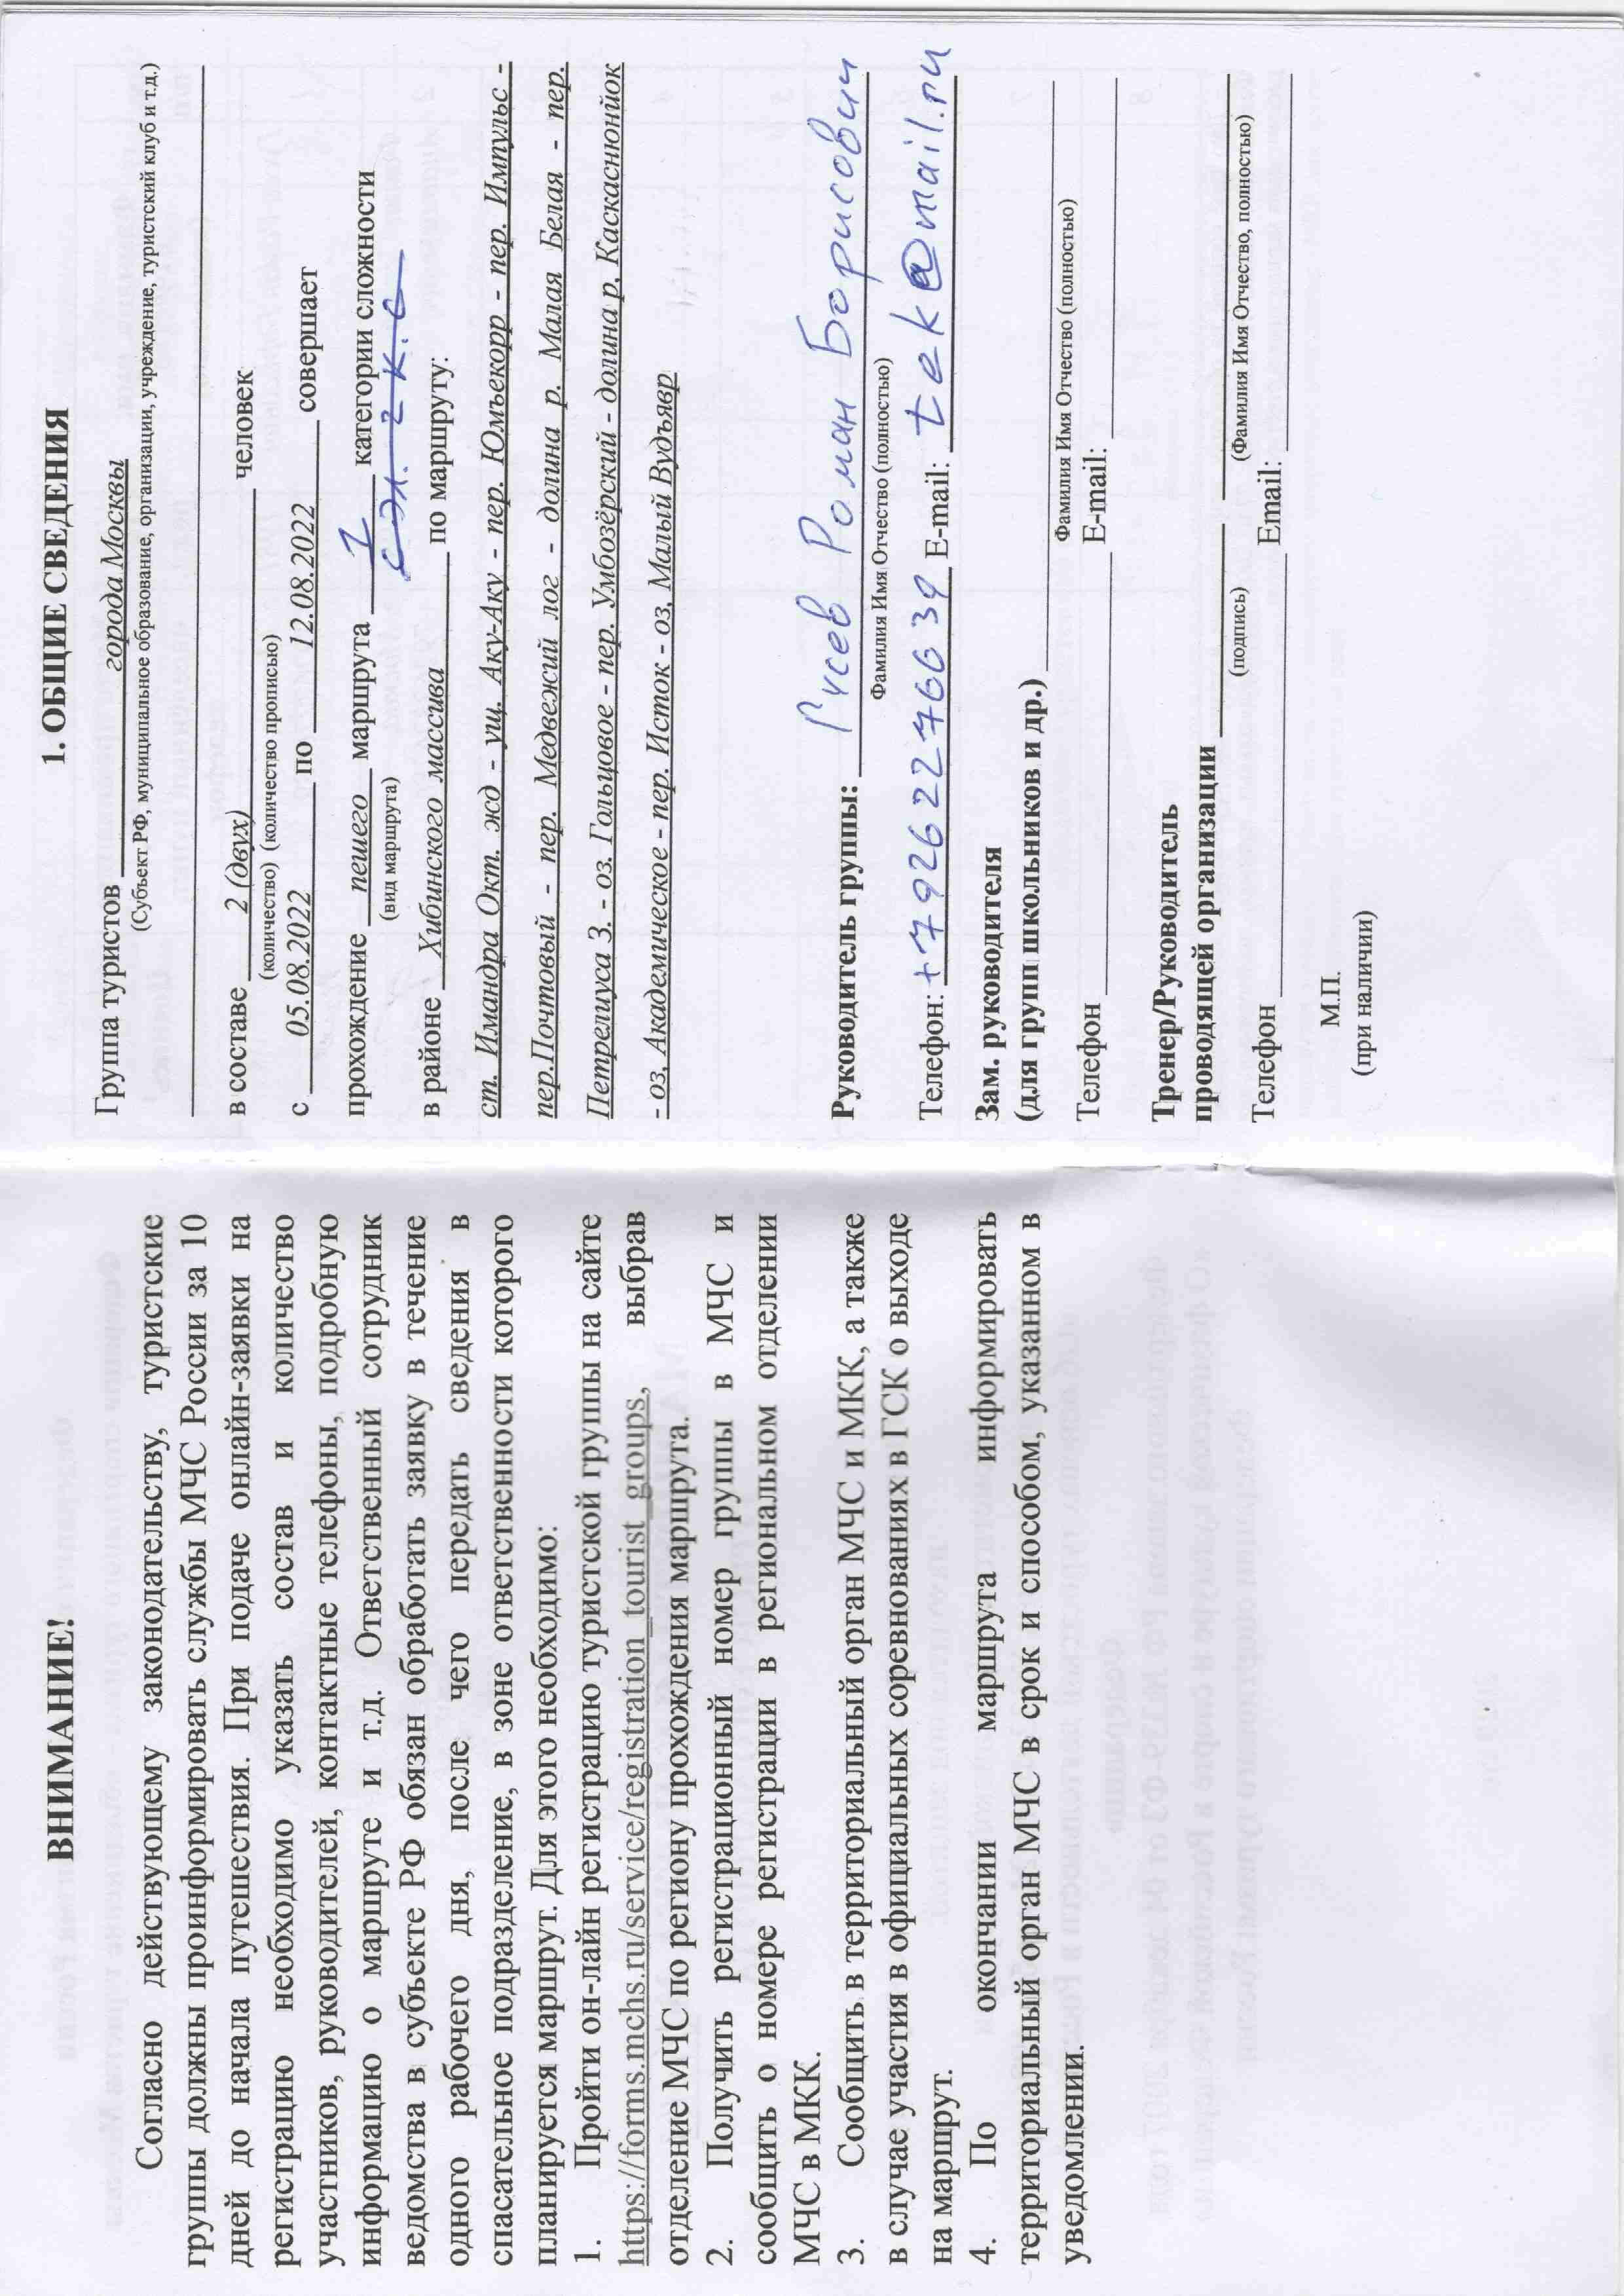 ВНИМАНИЕ!
Согласно действующему законодательству, туристские
группы должны проинформировать службы МЧС России за 10
дней до начала путешествия. При подаче онлайн-заявки на
регистрацию необходимо указать состав и количество
участников, руководителей, контактные телефоны, подробную
информацию о маршруте и т.д. Ответственный сотрудник
ведомства в субъекте РФ обязан обработать заявку в течение
одного рабочего дня, после чего передать сведения в
спасательное подразделение, в зоне ответственности которого
планируется маршрут. Для этого необходимо:
1. Пройти он-лайн регистрацию туристской группы на сайте
https://forms.mchs.ru/service/registration_tourist_groups, выбрав
отделение МЧС по региону прохождения маршрута.
2. Получить регистрационный номер группы в МЧС и
сообщить о номере регистрации в региональном отделении
МЧС в МКК.
3. Сообщить в территориальный орган МЧС и МКК, а также
в случае участия в официальных соревнованиях в ГСК о выходе
на маршрут.
4. По окончании маршрута информировать
территориальный орган МЧС в срок и способом, указанном в
уведомлении.
1. ОБЩИЕ СВЕДЕНИЯ
Группа туристов города Москвы
(Субъект РФ, муниципальное образование, организации, учреждение, туристский клуб и т.д.)
в составе 2 (двух) человек
(количество) (количество прописью)
с 05.08.2022 по 12.08.2022 совершает
прохождение пешего маршрута 1 категории сложности
(вид маршрута) с эл. 2 к.с
в районе Хибинского массива по маршруту:
ст. Имандра Окт. жд - ущ. Аку-Аку - пер. Юмъекорр - пер. Импульс -
пер.Почтовый - пер. Медвежий лог - долина р. Малая Белая - пер.
Петрелиуса З. - оз. Гольцовое - пер. Умбозёрский - долина р, Каскаснюнйок
- оз, Академическое - пер. Исток - оз, Малый Вудъявр
Руководитель группы: Гусев Роман Борисович
Фамилия Имя Отчество (полностью)
Телефон: +79262276639 E-mail: tek@mail.ru
Зам. руководителя
(для групп школьников и др.)
Фамилия Имя Отчество (полностью)
Телефон E-mail:
Тренер/Руководитель
проводящей организации
(подпись) (Фамилия Имя Отчество, полностью)
Телефон Email:
М.П.
(при наличии)